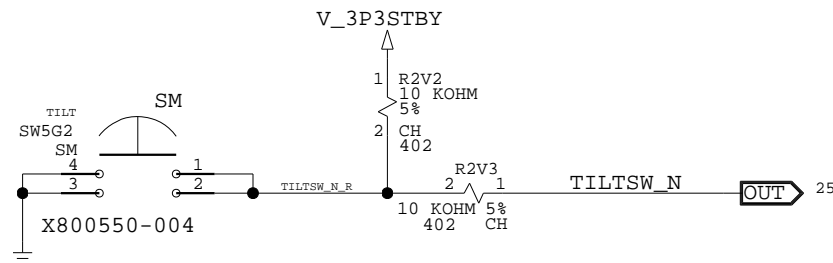 V_3P3STBY
1 R2V2
10 KOHM
5%
2 CH
402
TILT
SW5G2
SM
SM
4 1
3 2
X800550-004
TILTSW_N_R
R2V3
2 1
10 KOHM 5%
402 CH
TILTSW_N
OUT 25